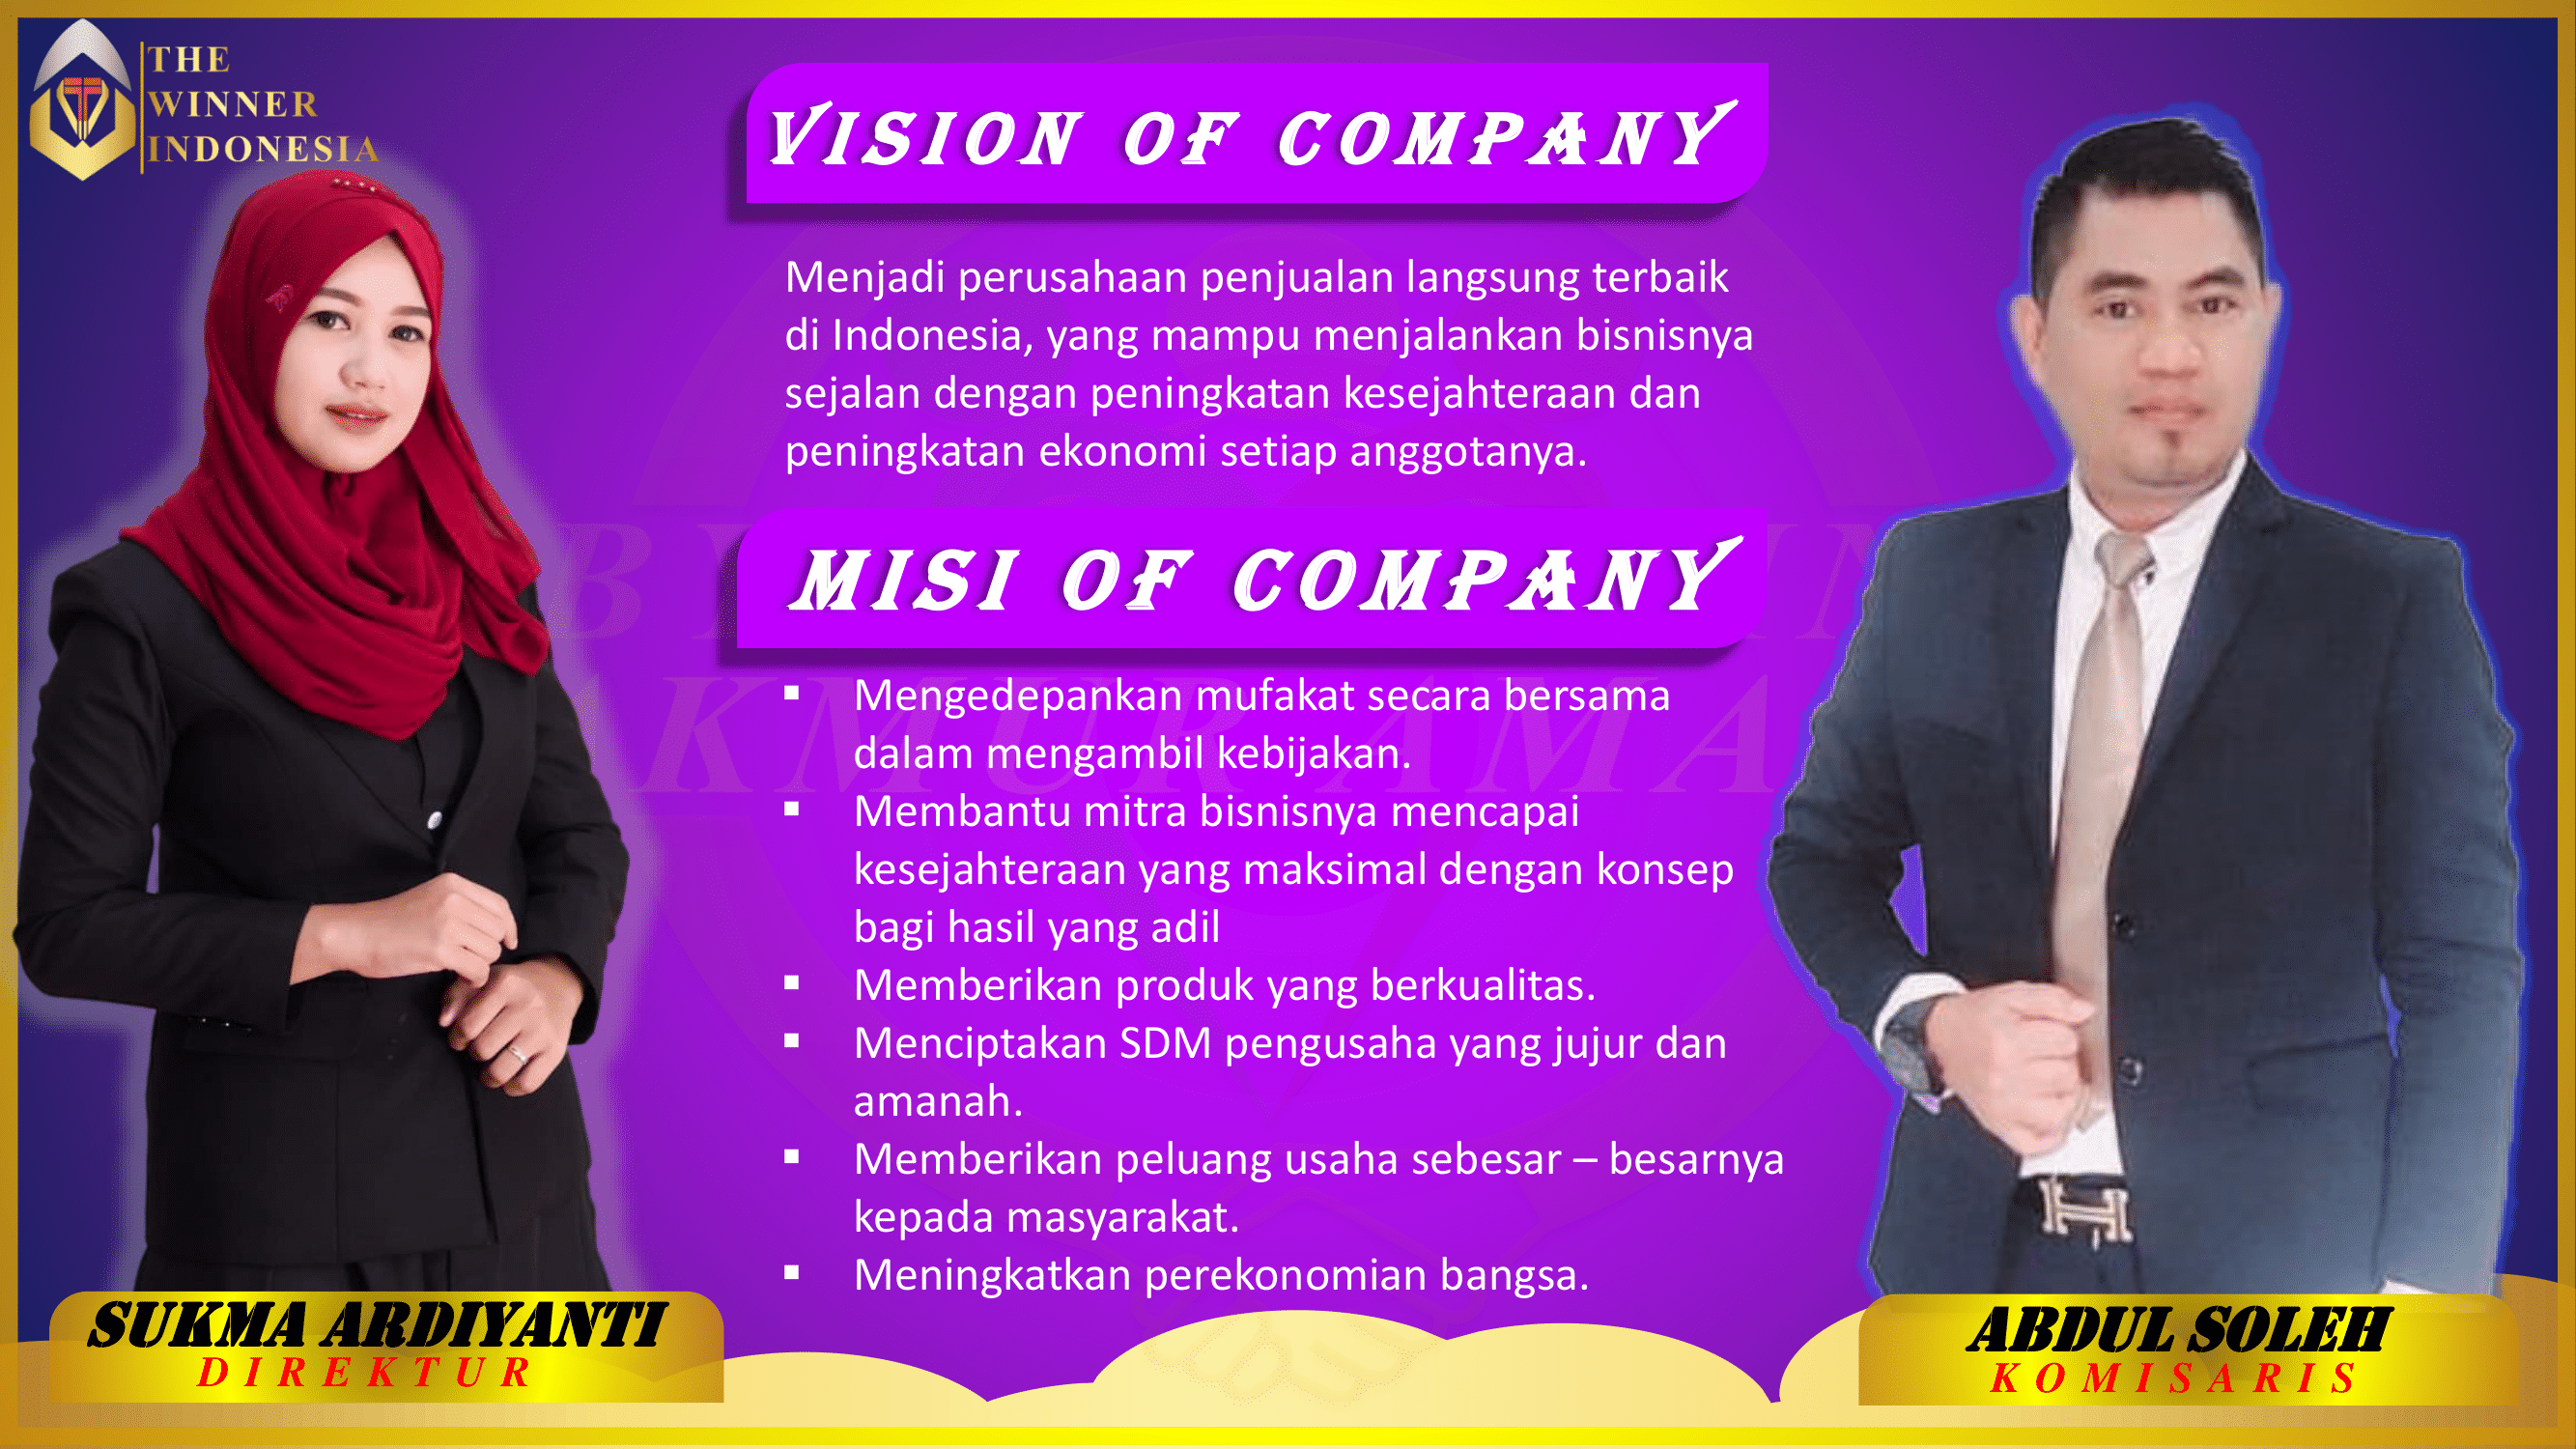 THE
WINNER
INDONESIA
VISION OF COMPANY
Menjadi perusahaan penjualan langsung terbaik
di Indonesia, yang mampu menjalankan bisnisnya
sejalan dengan peningkatan kesejahteraan dan
peningkatan ekonomi setiap anggotanya.
MISI OF COMPANY
▪ Mengedepankan mufakat secara bersama
dalam mengambil kebijakan.
▪ Membantu mitra bisnisnya mencapai
kesejahteraan yang maksimal dengan konsep
bagi hasil yang adil
▪ Memberikan produk yang berkualitas.
▪ Menciptakan SDM pengusaha yang jujur dan
amanah.
▪ Memberikan peluang usaha sebesar – besarnya
kepada masyarakat.
▪ Meningkatkan perekonomian bangsa.
SUKMA ARDIYANTI
DIREKTUR
ABDUL SOLEH
KOMISARIS